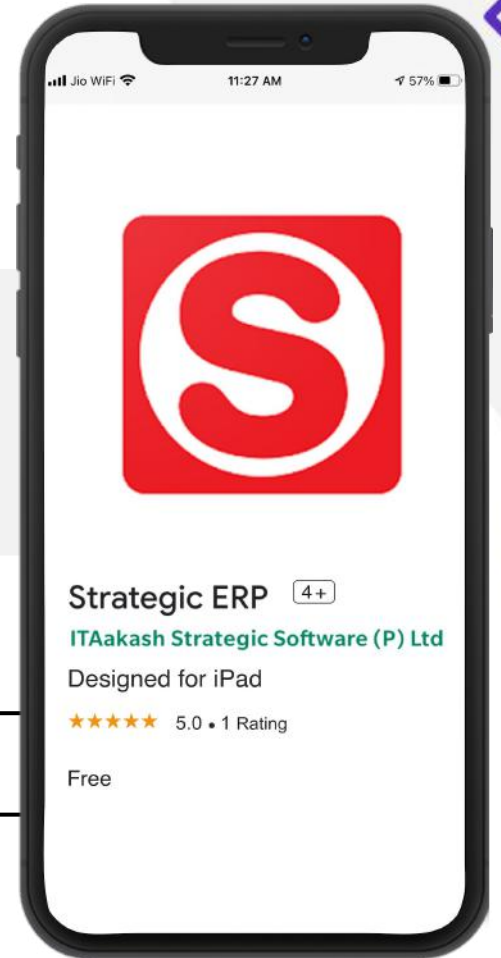 Jio WiFi 11:27 AM 57%
S
Strategic ERP 4+
ITAakash Strategic Software (P) Ltd
Designed for iPad
★★★★★ 5.0 • 1 Rating
Free